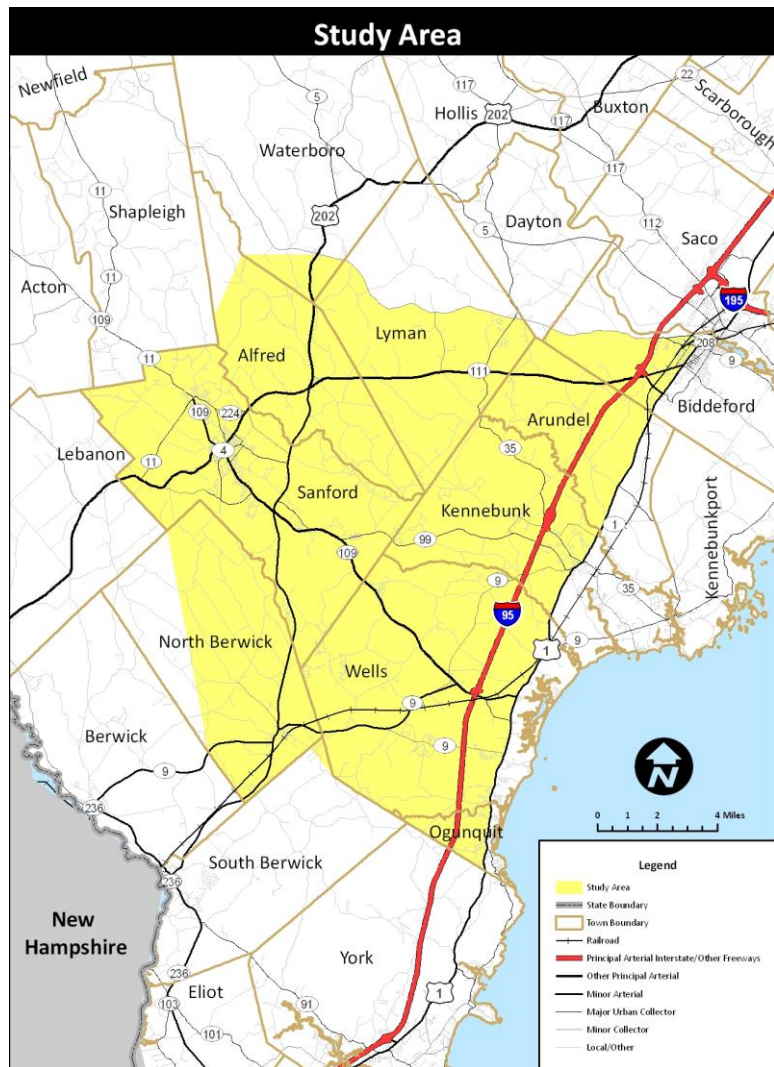 Study Area
Newfield
117
22
5
Hollis
202
Buxton
Scarborough
117
Waterboro
11
117
Shapleigh
202
Dayton
112
5
Saco
Acton
11
195
109
Lyman
11
Alfred
208
9
111
109
224
Arundel
Biddeford
Lebanon
11
4
35
Sanford
Kennebunk
Kennebunkport
109
99
1
9
35
95
North Berwick
1
9
Wells
9
Berwick
9
9
N
236
0 1 2 4 Miles
Ogunquit
South Berwick
236
New
Hampshire
York
236
1
Eliot
103
91
101
Legend
Study Area
State Boundary
Town Boundary
Railroad
Principal Arterial Interstate/Other Freeways
Other Principal Arterial
Minor Arterial
Major Urban Collector
Minor Collector
Local/Other